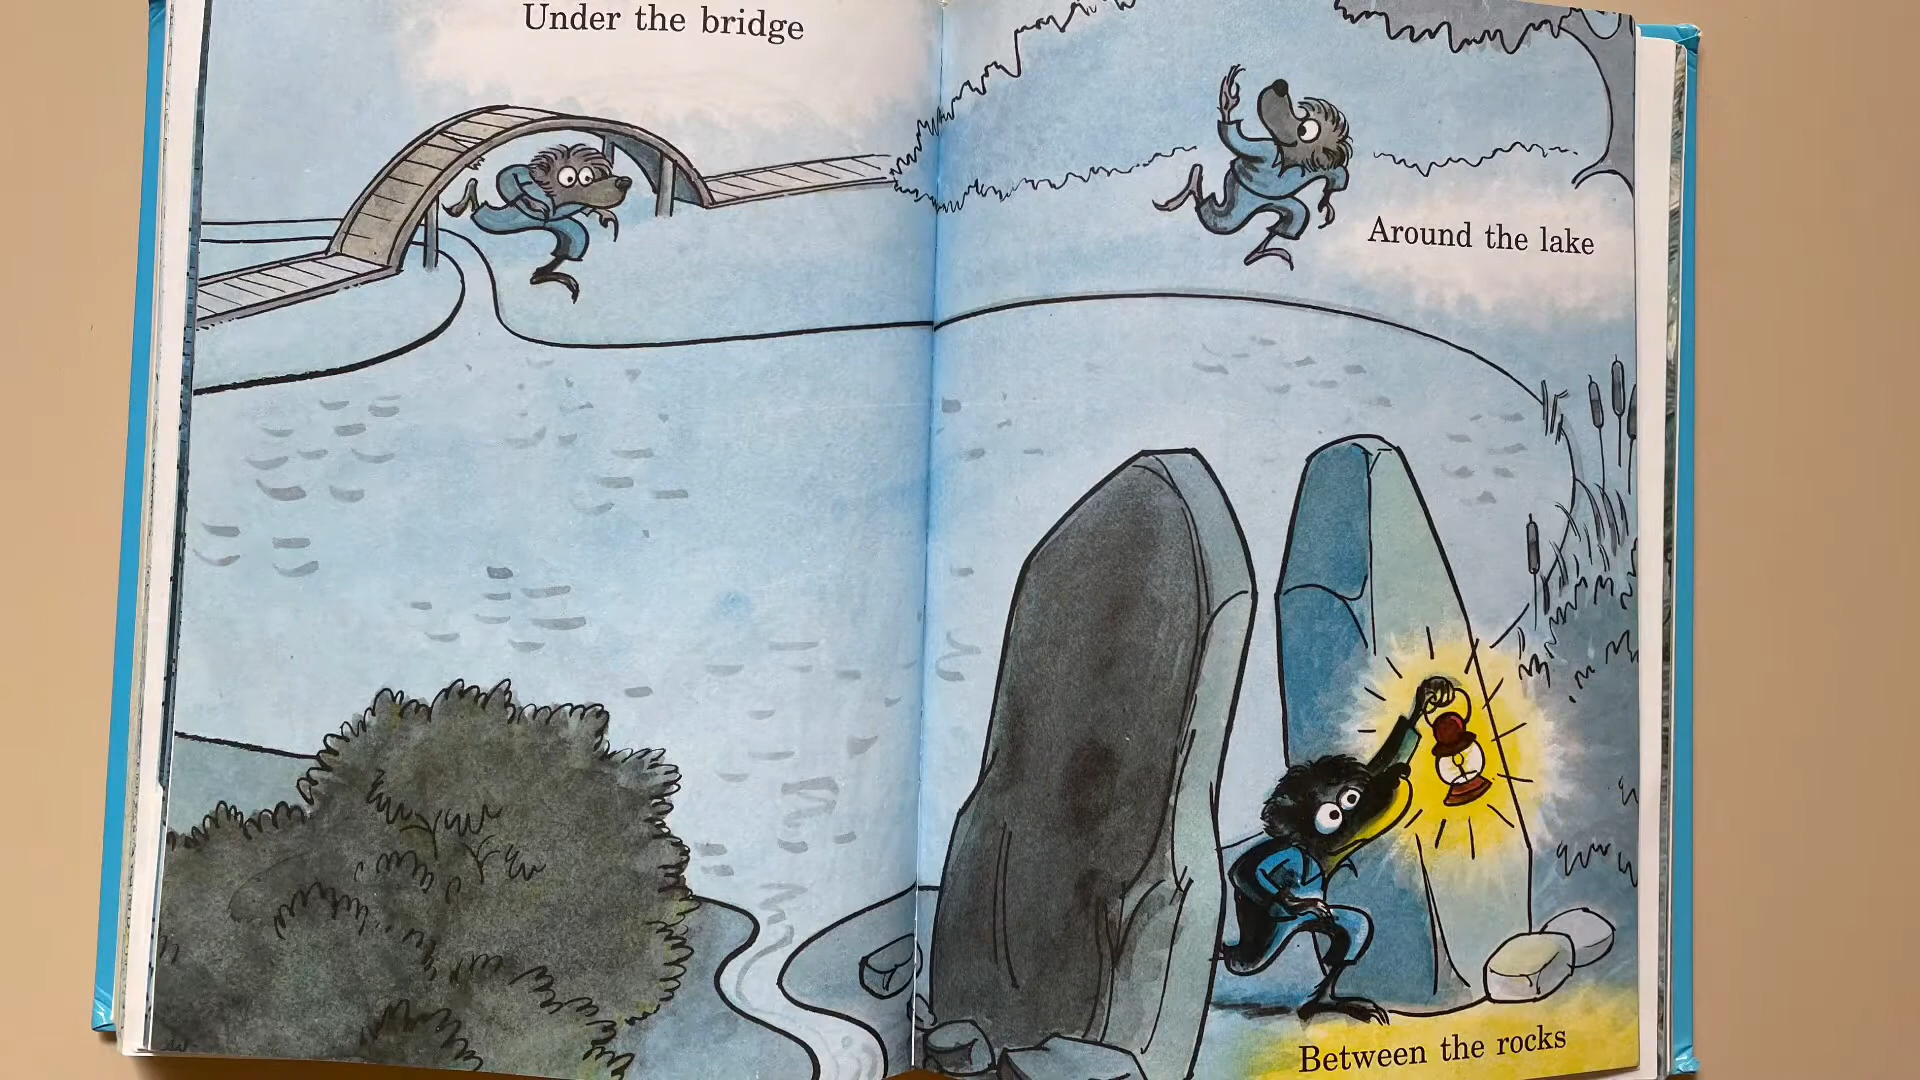 Under the bridge
Around the lake
Between the rocks